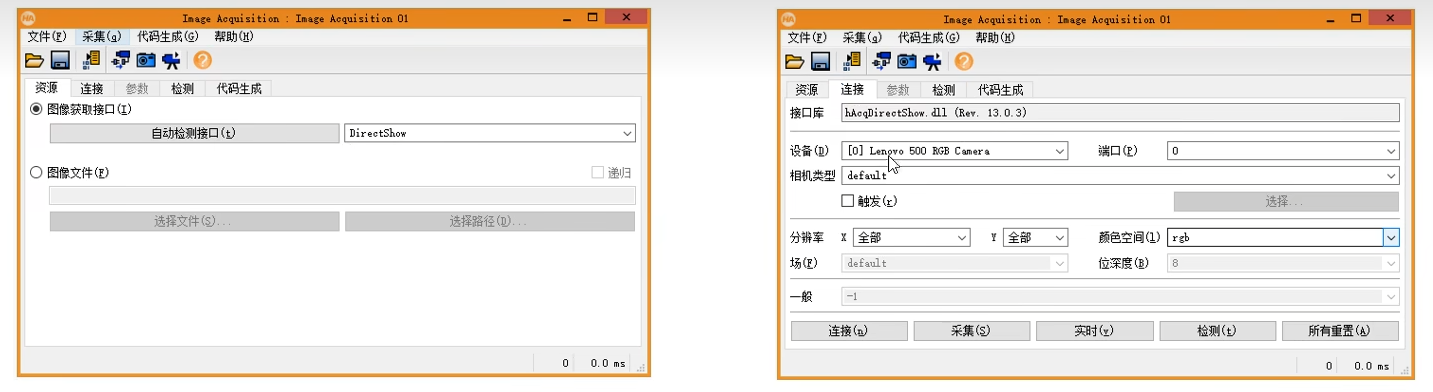 Image Acquisition : Image Acquisition 01
文件(F) 采集(q) 代码生成(G) 帮助(H)
资源 连接 参数 检测 代码生成
图像获取接口(I)
自动检测接口(t) DirectShow
图像文件(F) 递归
选择文件(S)... 选择路径(D)...
0 0.0 ms
Image Acquisition : Image Acquisition 01
文件(F) 采集(q) 代码生成(G) 帮助(H)
资源 连接 参数 检测 代码生成
接口库 hAcqDirectShow.dll (Rev. 13.0.3)
设备(D) [0] Lenovo 500 RGB Camera 端口(P) 0
相机类型 default
触发(r) 选择...
分辨率 X 全部 Y 全部 颜色空间(l) rgb
场(F) default 位深度(B) 8
一般 -1
连接(n) 采集(S) 实时(v) 检测(t) 所有重置(A)
0 0.0 ms